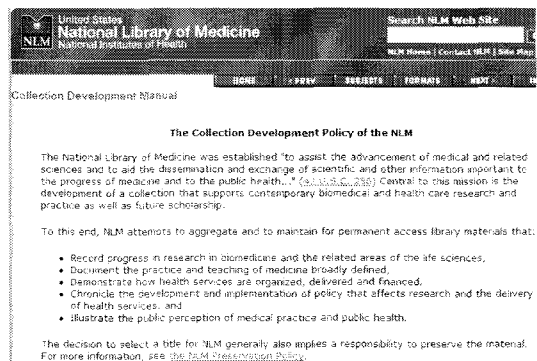 United States
National Library of Medicine
National Institutes of Health
NLM
Search NLM Web Site
NLM Home | Contact NLM | Site Map
HOME < PREV SUBJECTS FORMATS NEXT >
Collection Development Manual
The Collection Development Policy of the NLM
The National Library of Medicine was established "to assist the advancement of medical and related
sciences and to aid the dissemination and exchange of scientific and other information important to
the progress of medicine and to the public health..." Central to this mission is the
development of a collection that supports contemporary biomedical and health care research and
practice as well as future scholarship.
To this end, NLM attempts to aggregate and to maintain for permanent access library materials that:
• Record progress in research in biomedicine and the related areas of the life sciences,
• Document the practice and teaching of medicine broadly defined,
• Demonstrate how health services are organized, delivered and financed,
• Chronicle the development and implementation of policy that affects research and the delivery
of health services, and
• Illustrate the public perception of medical practice and public health.
The decision to select a title for NLM generally also implies a responsibility to preserve the material.
For more information, see the NLM Preservation Policy.